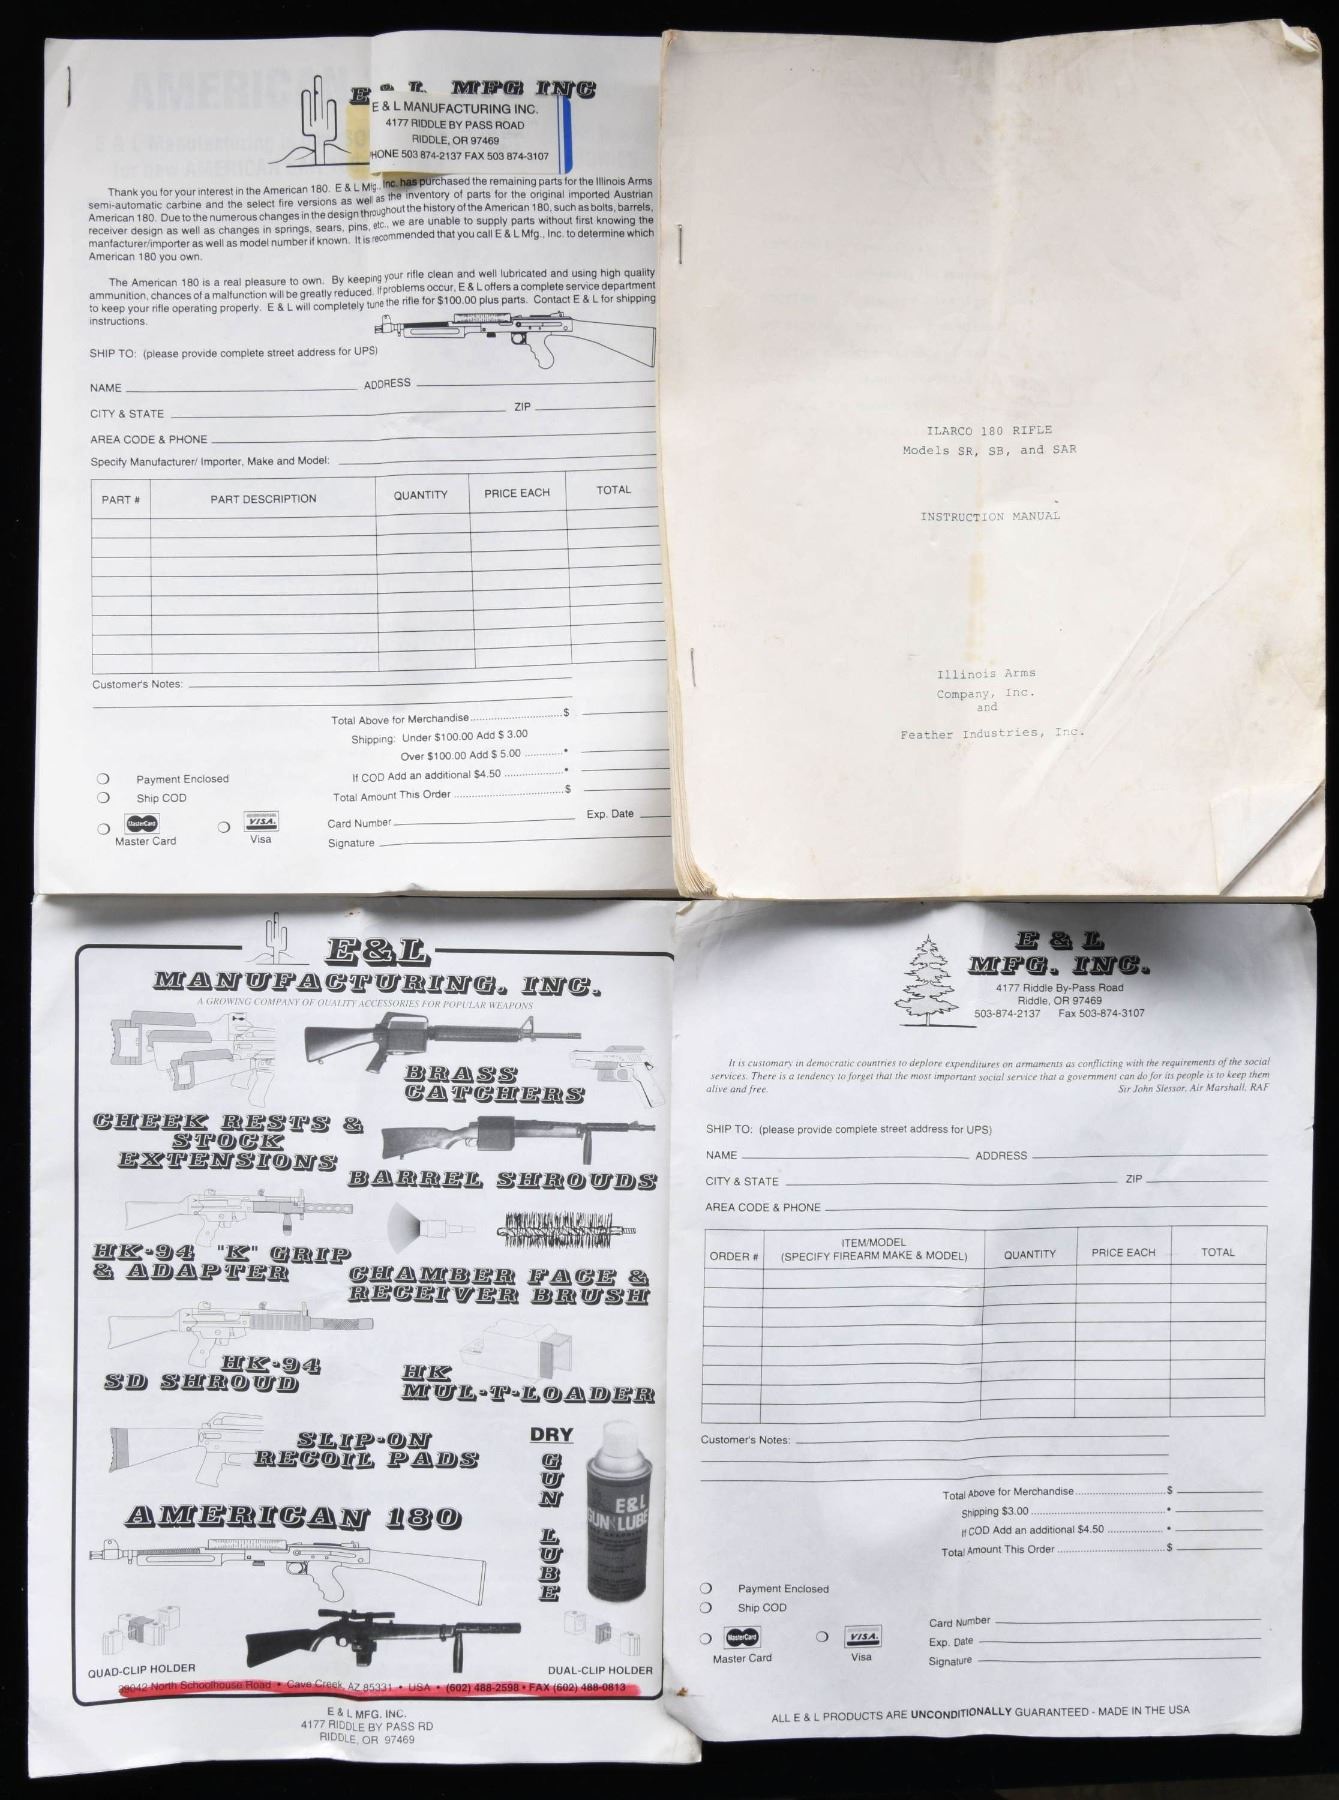 E & L MFG INC
E & L MANUFACTURING INC.
4177 RIDDLE BY PASS ROAD
RIDDLE, OR 97469
HONE 503 874-2137 FAX 503 874-3107
Thank you for your interest in the American 180. E & L Mfg., Inc. has purchased the remaining parts for the Illinois Arms
semi-automatic carbine and the select fire versions as well as the inventory of parts for the original imported Austrian
American 180. Due to the numerous changes in the design throughout the history of the American 180, such as bolts, barrels,
receiver design as well as changes in springs, sears, pins, etc., we are unable to supply parts without first knowing the
manfacturer/importer as well as model number if known. It is recommended that you call E & L Mfg., Inc. to determine which
American 180 you own.
The American 180 is a real pleasure to own. By keeping your rifle clean and well lubricated and using high quality
ammunition, chances of a malfunction will be greatly reduced. If problems occur, E & L offers a complete service department
to keep your rifle operating properly. E & L will completely tune the rifle for $100.00 plus parts. Contact E & L for shipping
instructions.
SHIP TO: (please provide complete street address for UPS)
NAME ADDRESS
CITY & STATE ZIP
AREA CODE & PHONE
Specify Manufacturer/ Importer, Make and Model:
PART # PART DESCRIPTION QUANTITY PRICE EACH TOTAL
Customer's Notes:
Total Above for Merchandise $
Shipping: Under $100.00 Add $ 3.00
Over $100.00 Add $ 5.00
If COD Add an additional $4.50
Total Amount This Order $
Payment Enclosed
Ship COD
MasterCard VISA
Master Card Visa
Card Number Exp. Date
Signature
ILARCO 180 RIFLE
Models SR, SB, and SAR
INSTRUCTION MANUAL
Illinois Arms
Company, Inc.
and
Feather Industries, Inc.
E&L
MANUFACTURING, INC.
A GROWING COMPANY OF QUALITY ACCESSORIES FOR POPULAR WEAPONS
BRASS
CATCHERS
CHEEK RESTS &
STOCK
EXTENSIONS
BARREL SHROUDS
HK-94 "K" GRIP
& ADAPTER
CHAMBER FACE &
RECEIVER BRUSH
HK-94
SD SHROUD
HK
MUL-T-LOADER
SLIP-ON
RECOIL PADS
DRY
GUN
LUBE
E&L
GUN LUBE
AMERICAN 180
QUAD-CLIP HOLDER
DUAL-CLIP HOLDER
39042 North Schoolhouse Road • Cave Creek, AZ 85331 • USA • (602) 488-2598 • FAX (602) 488-0813
E & L MFG. INC.
4177 RIDDLE BY PASS RD
RIDDLE, OR 97469
E & L
MFG. INC.
4177 Riddle By-Pass Road
Riddle, OR 97469
503-874-2137 Fax 503-874-3107
It is customary in democratic countries to deplore expenditures on armaments as conflicting with the requirements of the social
services. There is a tendency to forget that the most important social service that a government can do for its people is to keep them
alive and free. Sir John Slessor, Air Marshall, RAF
SHIP TO: (please provide complete street address for UPS)
NAME ADDRESS
CITY & STATE ZIP
AREA CODE & PHONE
ORDER # ITEM/MODEL
(SPECIFY FIREARM MAKE & MODEL) QUANTITY PRICE EACH TOTAL
Customer's Notes:
Total Above for Merchandise $
Shipping $3.00
If COD Add an additional $4.50
Total Amount This Order $
Payment Enclosed
Ship COD
MasterCard VISA
Master Card Visa
Card Number
Exp. Date
Signature
ALL E & L PRODUCTS ARE UNCONDITIONALLY GUARANTEED - MADE IN THE USA